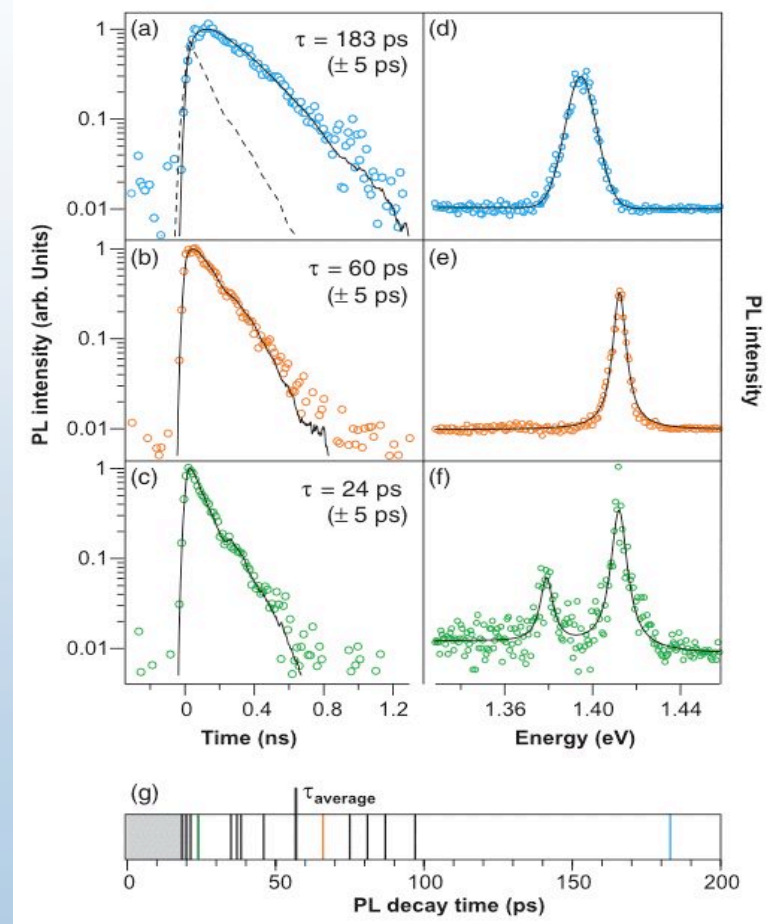 (a)
τ = 183 ps
(± 5 ps)
(d)
1
0.1
0.01
(b)
τ = 60 ps
(± 5 ps)
(e)
1
0.1
0.01
(c)
τ = 24 ps
(± 5 ps)
(f)
1
0.1
0.01
PL intensity (arb. Units)
PL intensity
0 0.4 0.8 1.2
1.36 1.40 1.44
Time (ns)
Energy (eV)
(g)
τaverage
0 50 100 150 200
PL decay time (ps)